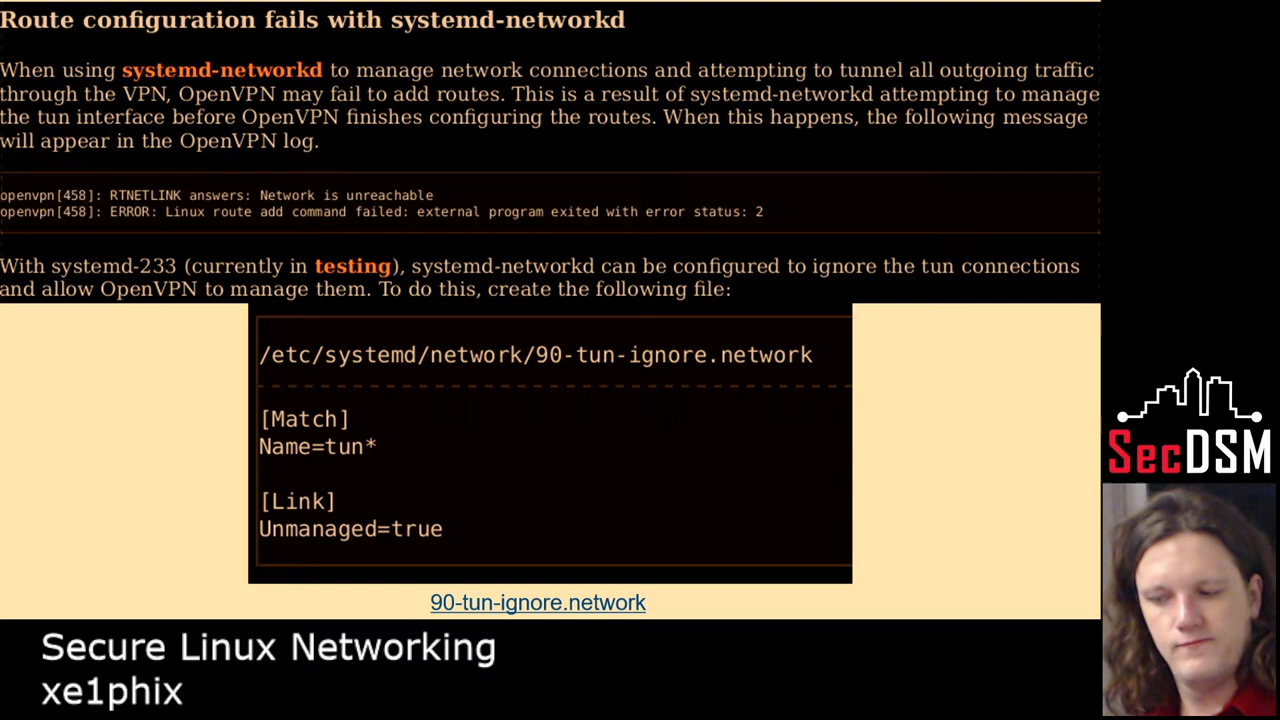 Route configuration fails with systemd-networkd
When using systemd-networkd to manage network connections and attempting to tunnel all outgoing traffic
through the VPN, OpenVPN may fail to add routes. This is a result of systemd-networkd attempting to manage
the tun interface before OpenVPN finishes configuring the routes. When this happens, the following message
will appear in the OpenVPN log.
openvpn[458]: RTNETLINK answers: Network is unreachable
openvpn[458]: ERROR: Linux route add command failed: external program exited with error status: 2
With systemd-233 (currently in testing), systemd-networkd can be configured to ignore the tun connections
and allow OpenVPN to manage them. To do this, create the following file:
/etc/systemd/network/90-tun-ignore.network
[Match]
Name=tun*
[Link]
Unmanaged=true
90-tun-ignore.network
SecDSM
Secure Linux Networking
xe1phix